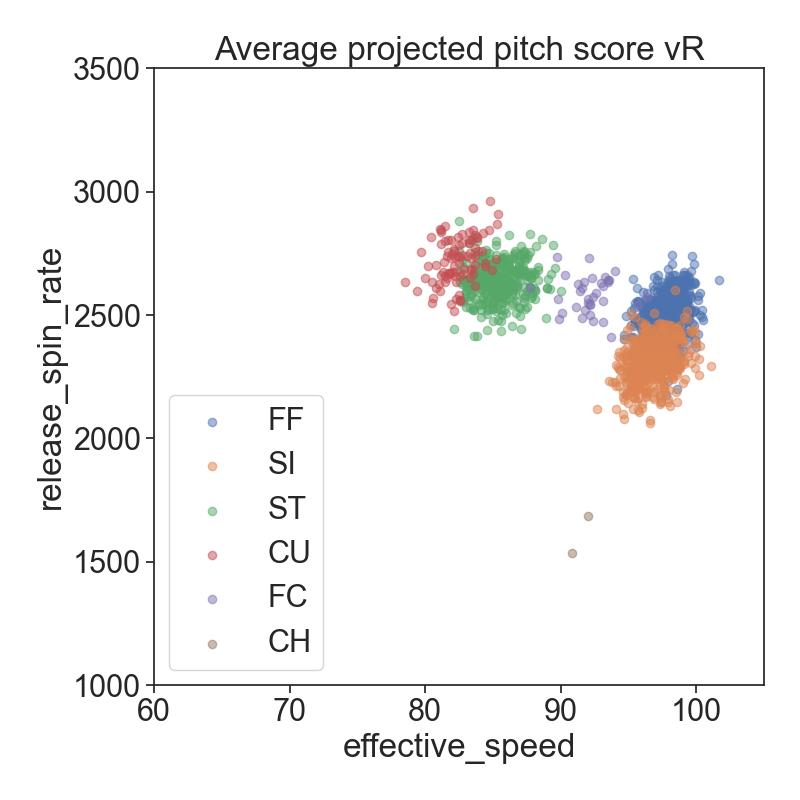 Average projected pitch score vR
3500
3000
2500
2000
1500
1000
release_spin_rate
FF
SI
ST
CU
FC
CH
60
70
80
90
100
effective_speed